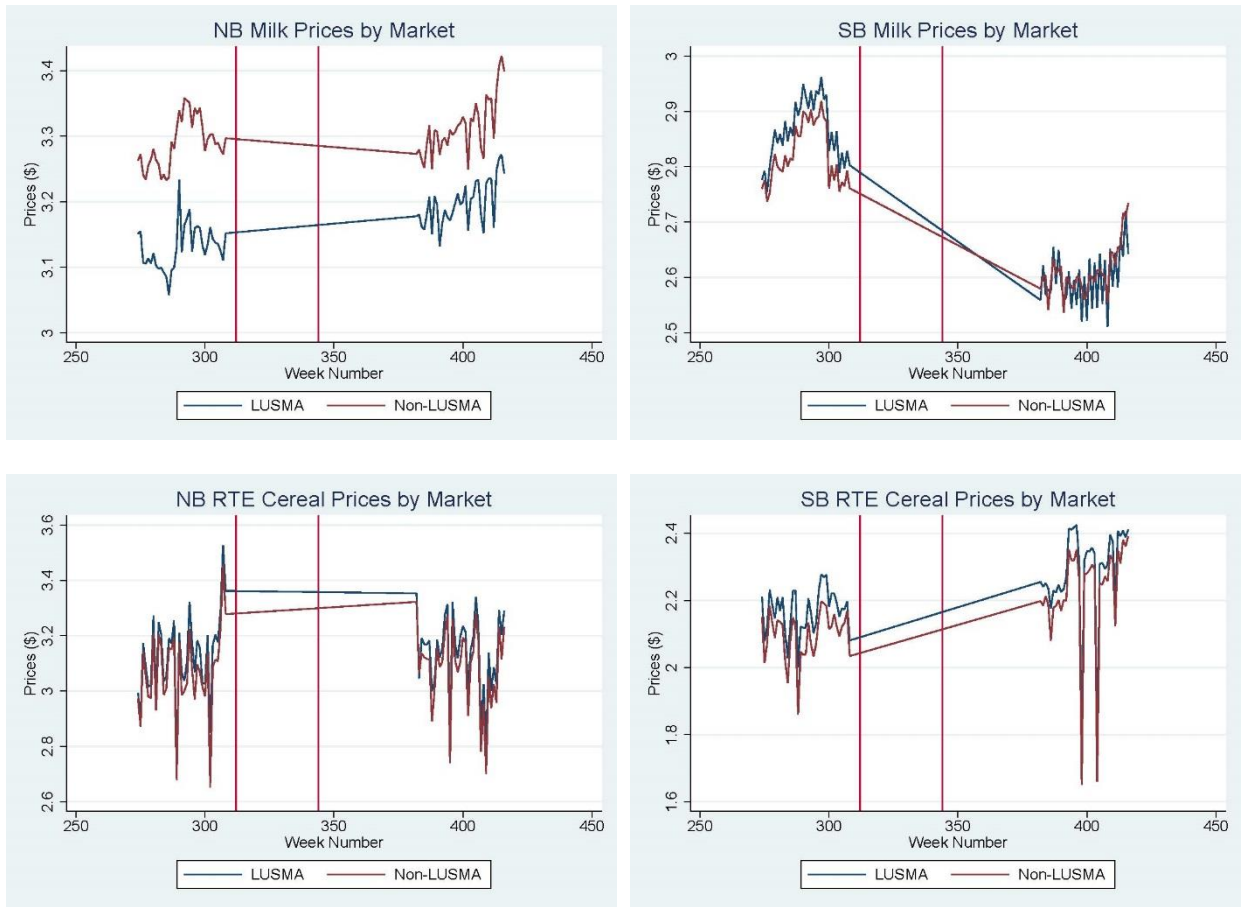 NB Milk Prices by Market
Prices ($)
3.4
3.3
3.2
3.1
3
250 300 350 400 450
Week Number
LUSMA Non-LUSMA
SB Milk Prices by Market
Prices ($)
3
2.9
2.8
2.7
2.6
2.5
250 300 350 400 450
Week Number
LUSMA Non-LUSMA
NB RTE Cereal Prices by Market
Prices ($)
3.6
3.4
3.2
3
2.8
2.6
250 300 350 400 450
Week Number
LUSMA Non-LUSMA
SB RTE Cereal Prices by Market
Prices ($)
2.4
2.2
2
1.8
1.6
250 300 350 400 450
Week Number
LUSMA Non-LUSMA